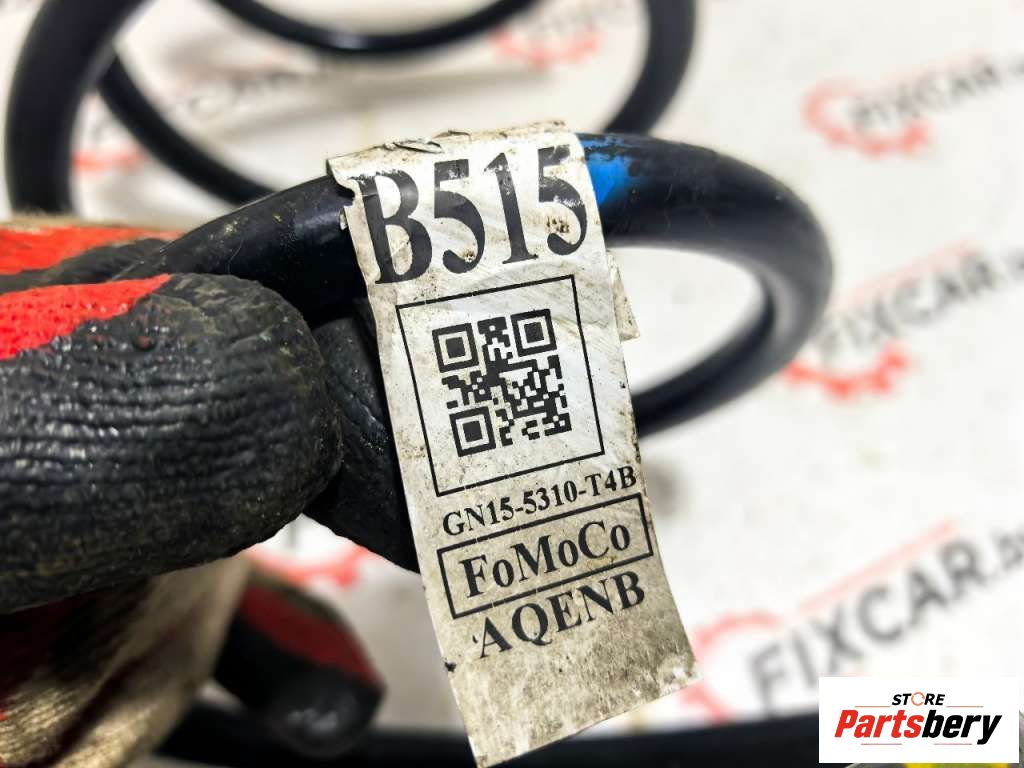 B515
GN15-5310-T4B
FoMoCo
AQENB
FIXCAR
FIXCAR
FIXCAR
STORE
Partsbery